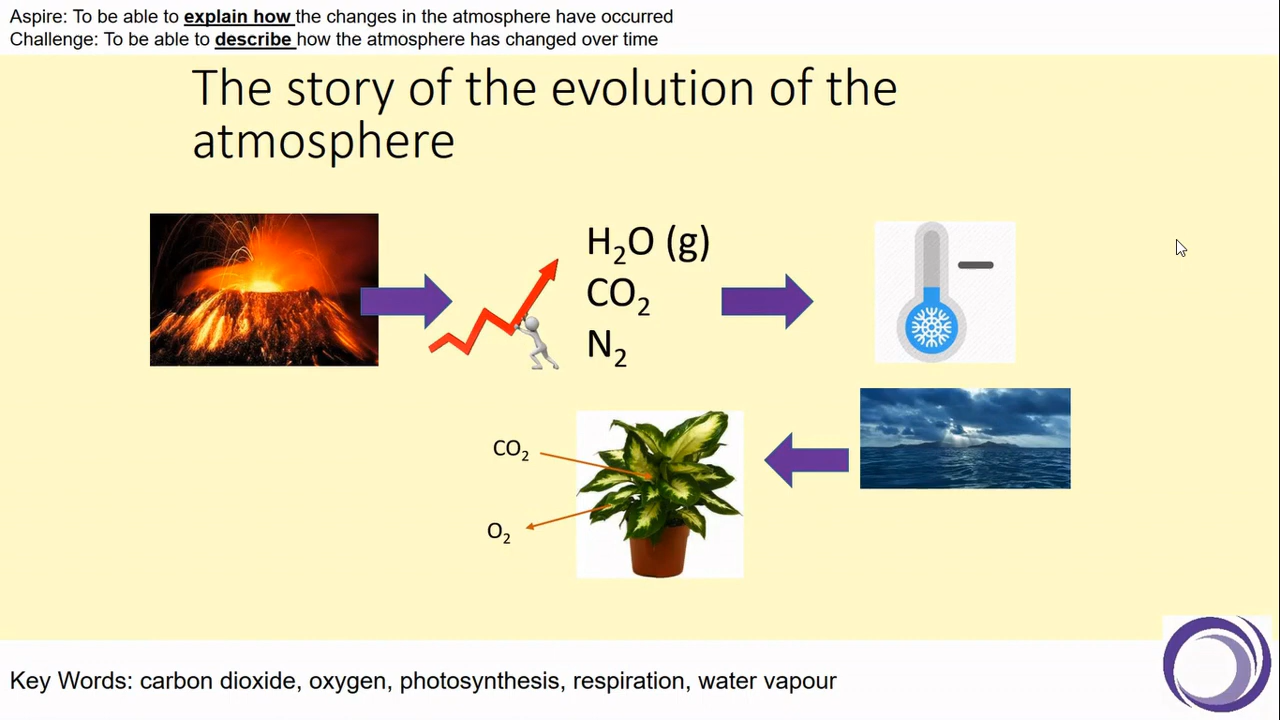 Aspire: To be able to explain how the changes in the atmosphere have occurred
Challenge: To be able to describe how the atmosphere has changed over time
The story of the evolution of the
atmosphere
H₂O (g)
CO₂
N₂
CO₂
O₂
Key Words: carbon dioxide, oxygen, photosynthesis, respiration, water vapour